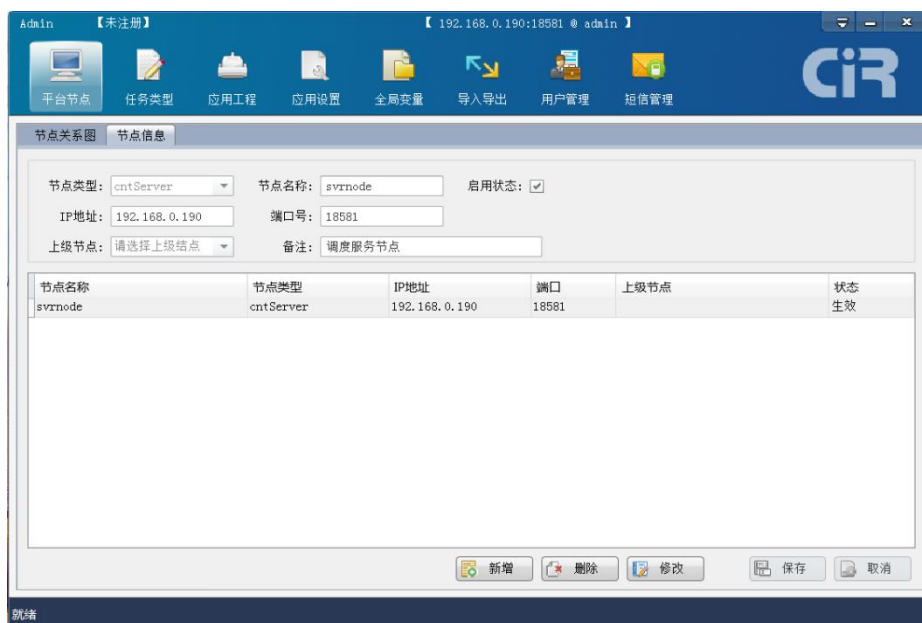 Admin 【未注册】 【 192.168.0.190:18581 @ admin 】
平台节点 任务类型 应用工程 应用设置 全局变量 导入导出 用户管理 短信管理 CiR
节点关系图 节点信息
节点类型: cntServer 节点名称: svrnode 启用状态:
IP地址: 192.168.0.190 端口号: 18581
上级节点: 请选择上级结点 备注: 调度服务节点
节点名称 节点类型 IP地址 端口 上级节点 状态
svrnode cntServer 192.168.0.190 18581 生效
新增 删除 修改 保存 取消
就绪